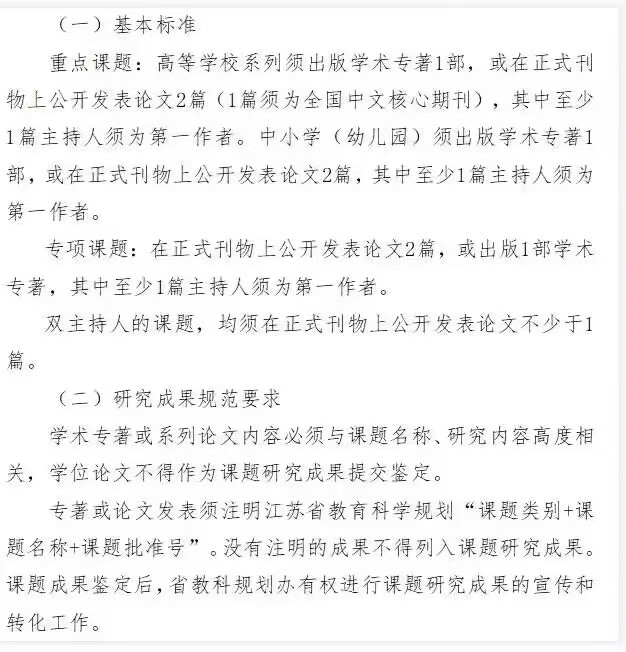 （一）基本标准
重点课题：高等学校系列须出版学术专著1部，或在正式刊
物上公开发表论文2篇（1篇须为全国中文核心期刊），其中至少
1篇主持人须为第一作者。中小学（幼儿园）须出版学术专著1
部，或在正式刊物上公开发表论文2篇，其中至少1篇主持人须为
第一作者。
专项课题：在正式刊物上公开发表论文2篇，或出版1部学术
专著，其中至少1篇主持人须为第一作者。
双主持人的课题，均须在正式刊物上公开发表论文不少于1
篇。
（二）研究成果规范要求
学术专著或系列论文内容必须与课题名称、研究内容高度相
关，学位论文不得作为课题研究成果提交鉴定。
专著或论文发表须注明江苏省教育科学规划“课题类别+课
题名称+课题批准号”。没有注明的成果不得列入课题研究成果。
课题成果鉴定后，省教科规划办有权进行课题研究成果的宣传和
转化工作。